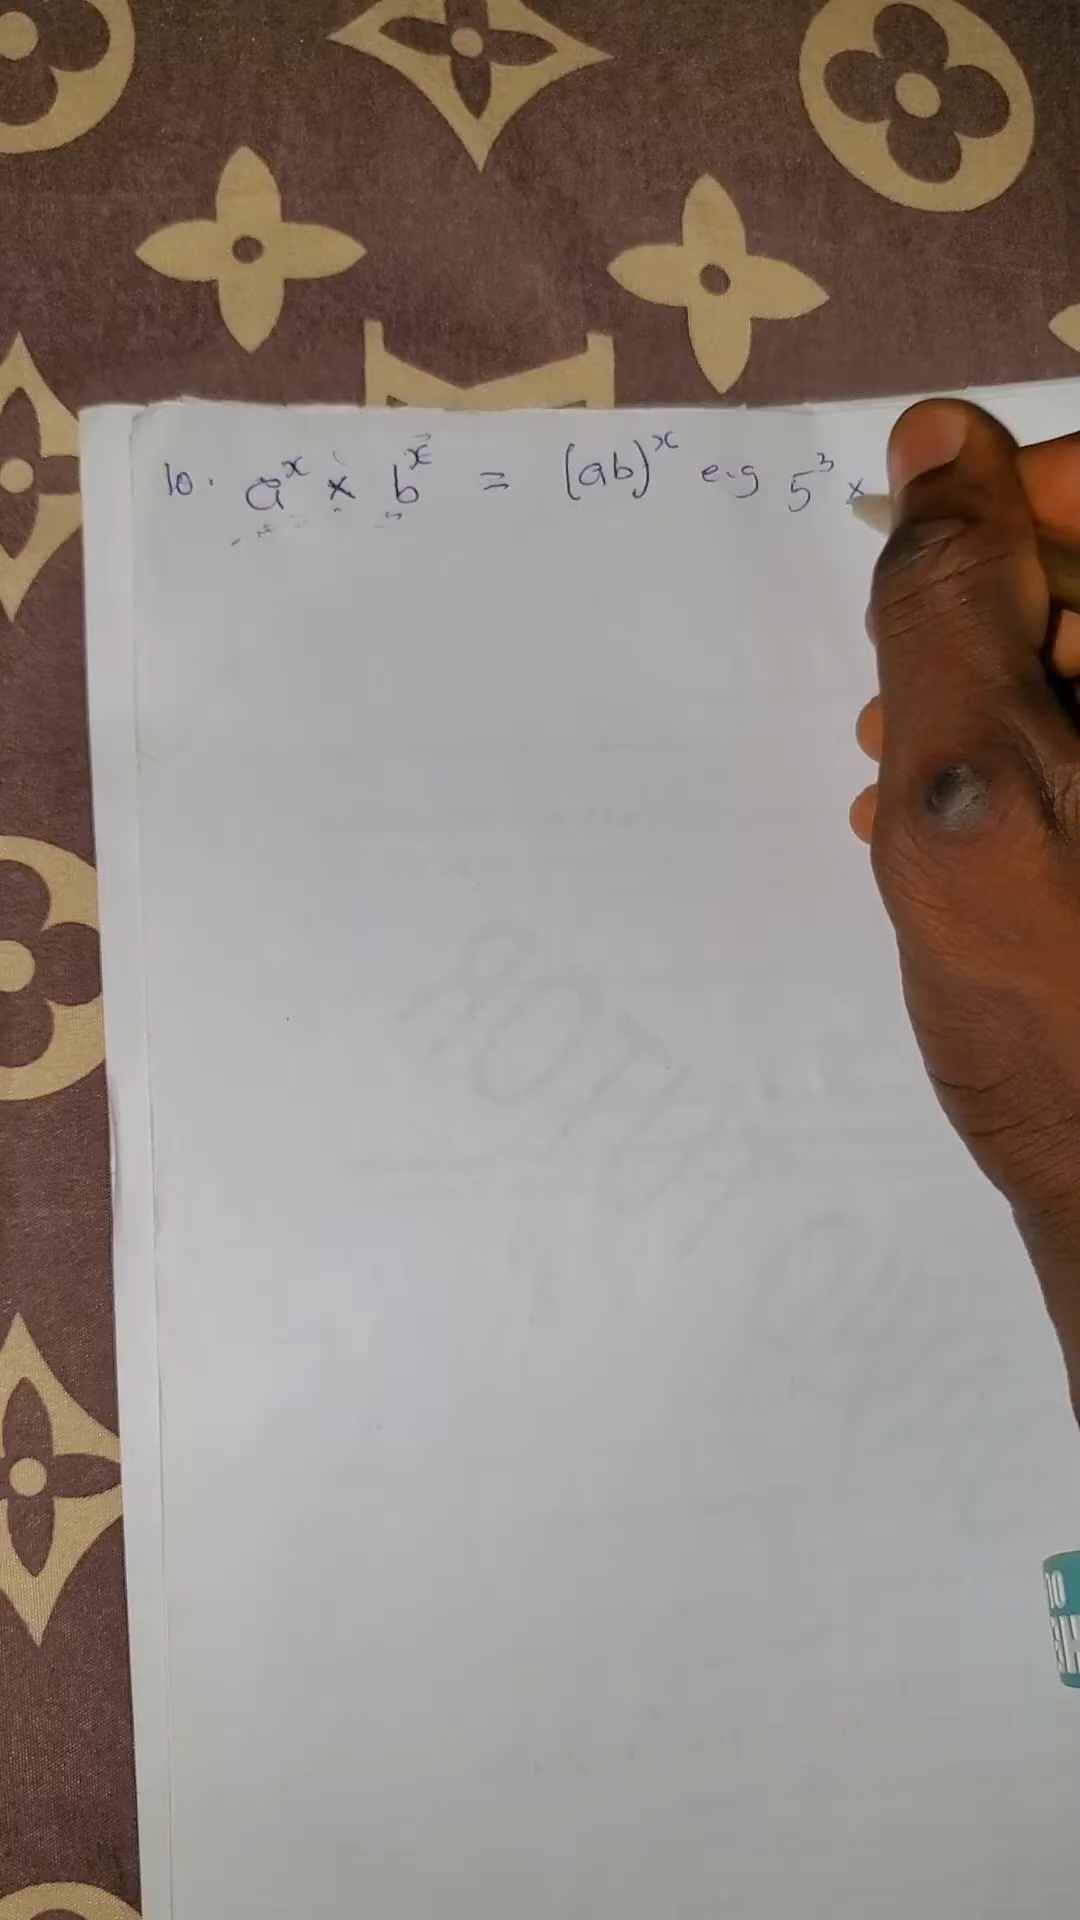 10. a^x × b^x = (ab)^x e.g 5^3 ×